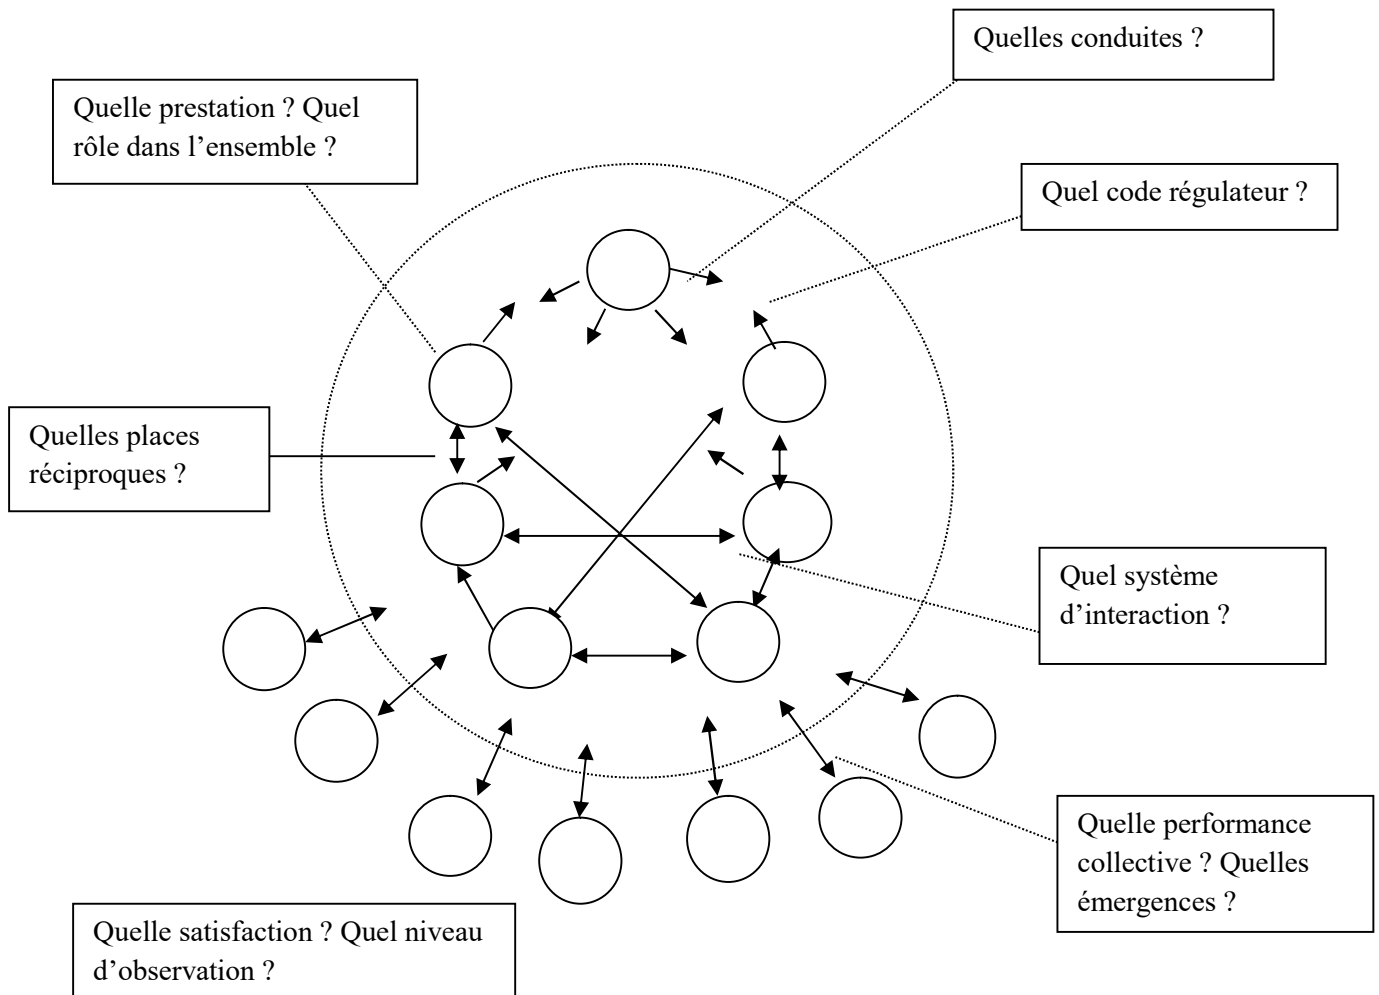 Quelles conduites ?
Quelle prestation ? Quel
rôle dans l’ensemble ?
Quel code régulateur ?
Quelles places
réciproques ?
Quel système
d’interaction ?
Quelle performance
collective ? Quelles
émergences ?
Quelle satisfaction ? Quel niveau
d’observation ?